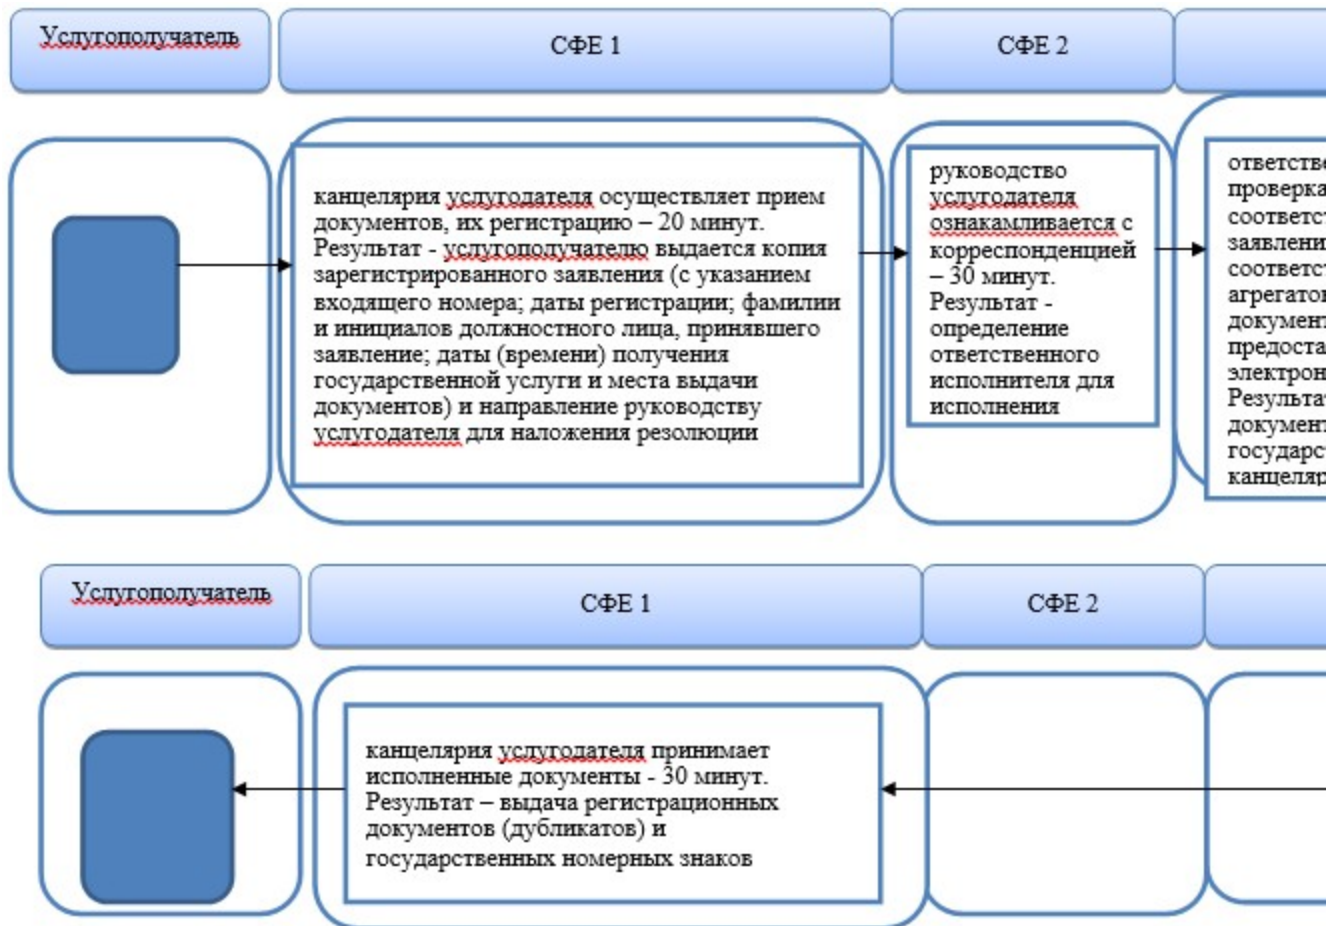 Услугополучатель
СФЕ 1
СФЕ 2
канцелярия услугодателя осуществляет прием
документов, их регистрацию – 20 минут.
Результат - услугополучателю выдается копия
зарегистрированного заявления (с указанием
входящего номера; даты регистрации; фамилии
и инициалов должностного лица, принявшего
заявление; даты (времени) получения
государственной услуги и места выдачи
документов) и направление руководству
услугодателя для наложения резолюции
руководство
услугодателя
ознакамливается с
корреспонденцией
– 30 минут.
Результат -
определение
ответственного
исполнителя для
исполнения
Услугополучатель
СФЕ 1
СФЕ 2
канцелярия услугодателя принимает
исполненные документы - 30 минут.
Результат – выдача регистрационных
документов (дубликатов) и
государственных номерных знаков